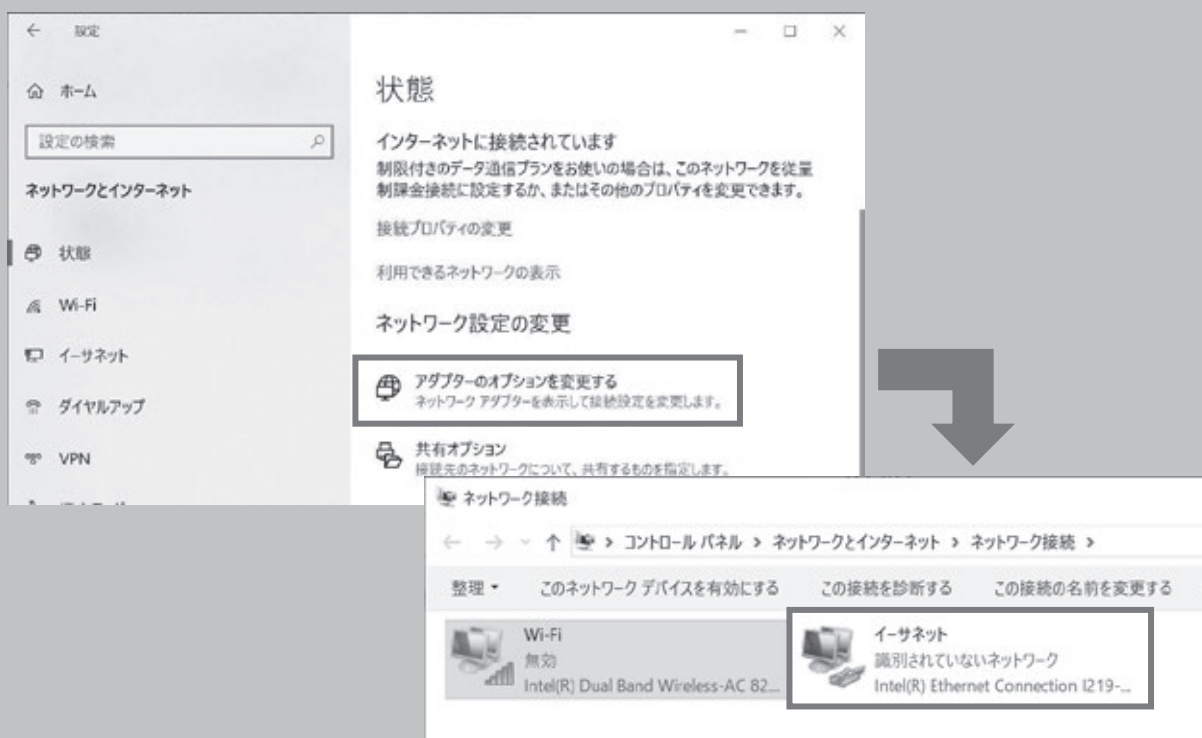 設定
ホーム
設定の検索
ネットワークとインターネット
状態
Wi-Fi
イーサネット
ダイヤルアップ
VPN
状態
インターネットに接続されています
制限付きのデータ通信プランをお使いの場合は、このネットワークを従量
制課金接続に設定するか、またはその他のプロパティを変更できます。
接続プロパティの変更
利用できるネットワークの表示
ネットワーク設定の変更
アダプターのオプションを変更する
ネットワーク アダプターを表示して接続設定を変更します。
共有オプション
接続先のネットワークについて、共有するものを指定します。
ネットワーク接続
コントロール パネル › ネットワークとインターネット › ネットワーク接続 ›
整理 このネットワーク デバイスを有効にする この接続を診断する この接続の名前を変更する
Wi-Fi
無効
Intel(R) Dual Band Wireless-AC 82...
イーサネット
識別されていないネットワーク
Intel(R) Ethernet Connection I219-...